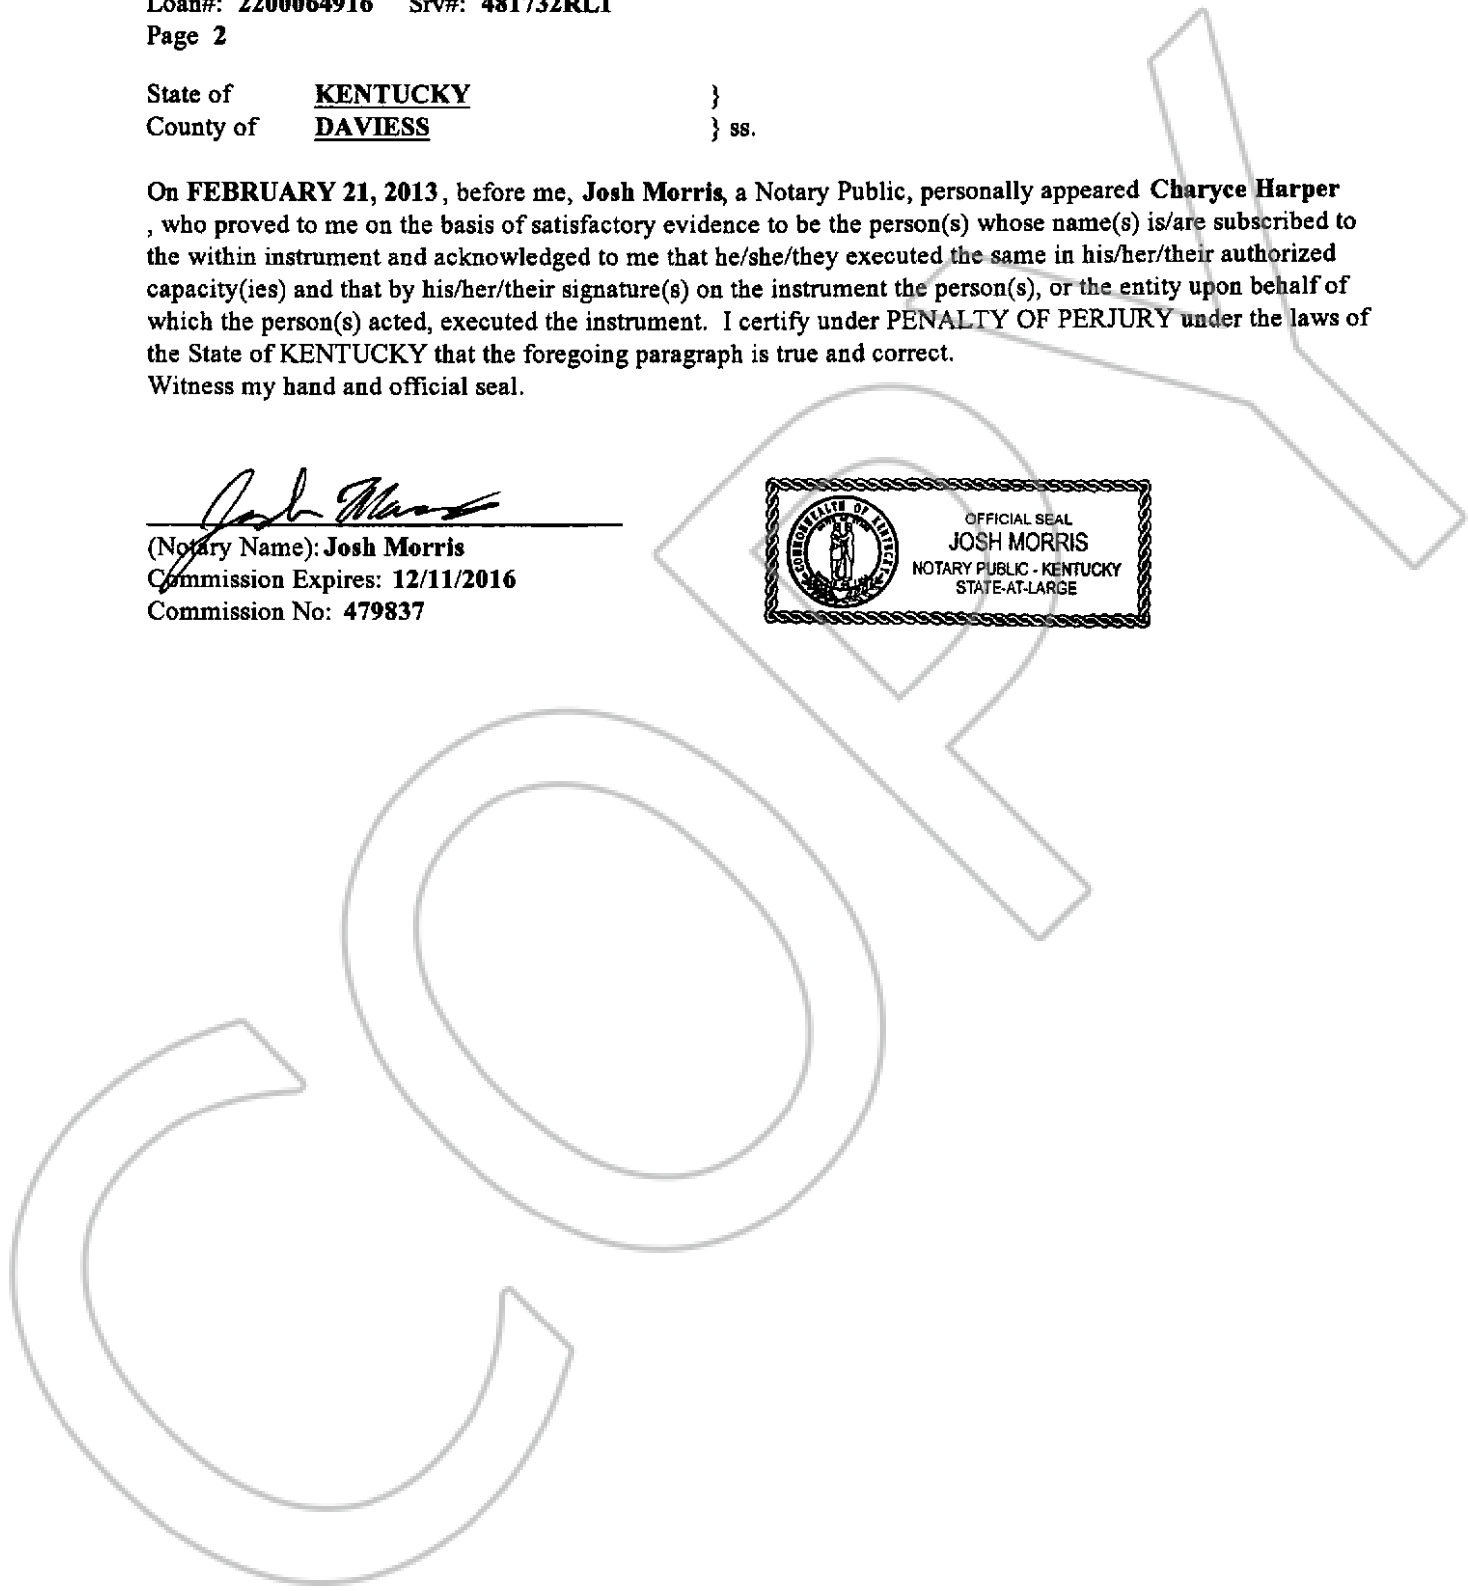 Loan#: 2200064916 Srv#: 481732RL1
Page 2
State of KENTUCKY }
County of DAVIESS } ss.
On FEBRUARY 21, 2013, before me, Josh Morris, a Notary Public, personally appeared Charyce Harper
, who proved to me on the basis of satisfactory evidence to be the person(s) whose name(s) is/are subscribed to
the within instrument and acknowledged to me that he/she/they executed the same in his/her/their authorized
capacity(ies) and that by his/her/their signature(s) on the instrument the person(s), or the entity upon behalf of
which the person(s) acted, executed the instrument. I certify under PENALTY OF PERJURY under the laws of
the State of KENTUCKY that the foregoing paragraph is true and correct.
Witness my hand and official seal.
Josh Morris
(Notary Name): Josh Morris
Commission Expires: 12/11/2016
Commission No: 479837
COMMONWEALTH OF KENTUCKY
OFFICIAL SEAL
JOSH MORRIS
NOTARY PUBLIC - KENTUCKY
STATE-AT-LARGE
COPY